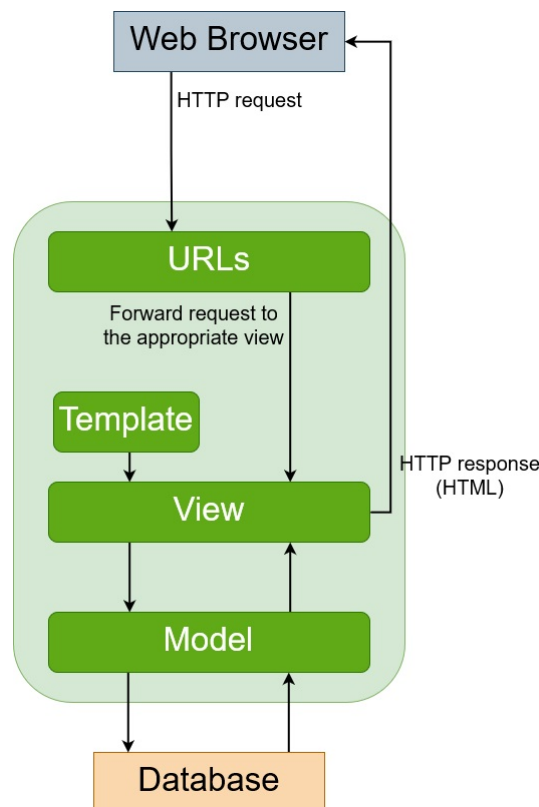 Web Browser
HTTP request
URLs
Forward request to
the appropriate view
Template
HTTP response
(HTML)
View
Model
Database